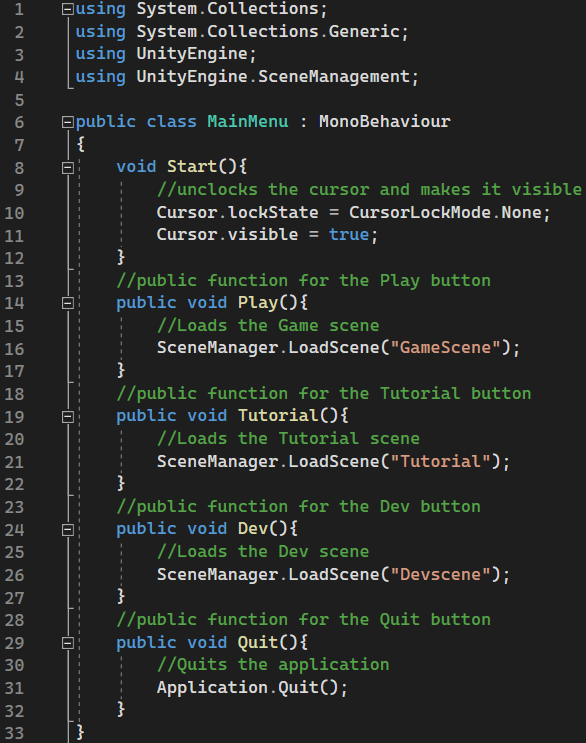 1 using System.Collections;
2 using System.Collections.Generic;
3 using UnityEngine;
4 using UnityEngine.SceneManagement;
5
6 public class MainMenu : MonoBehaviour
7 {
8     void Start(){
9         //unclocks the cursor and makes it visible
10         Cursor.lockState = CursorLockMode.None;
11         Cursor.visible = true;
12     }
13     //public function for the Play button
14     public void Play(){
15         //Loads the Game scene
16         SceneManager.LoadScene("GameScene");
17     }
18     //public function for the Tutorial button
19     public void Tutorial(){
20         //Loads the Tutorial scene
21         SceneManager.LoadScene("Tutorial");
22     }
23     //public function for the Dev button
24     public void Dev(){
25         //Loads the Dev scene
26         SceneManager.LoadScene("Devscene");
27     }
28     //public function for the Quit button
29     public void Quit(){
30         //Quits the application
31         Application.Quit();
32     }
33 }